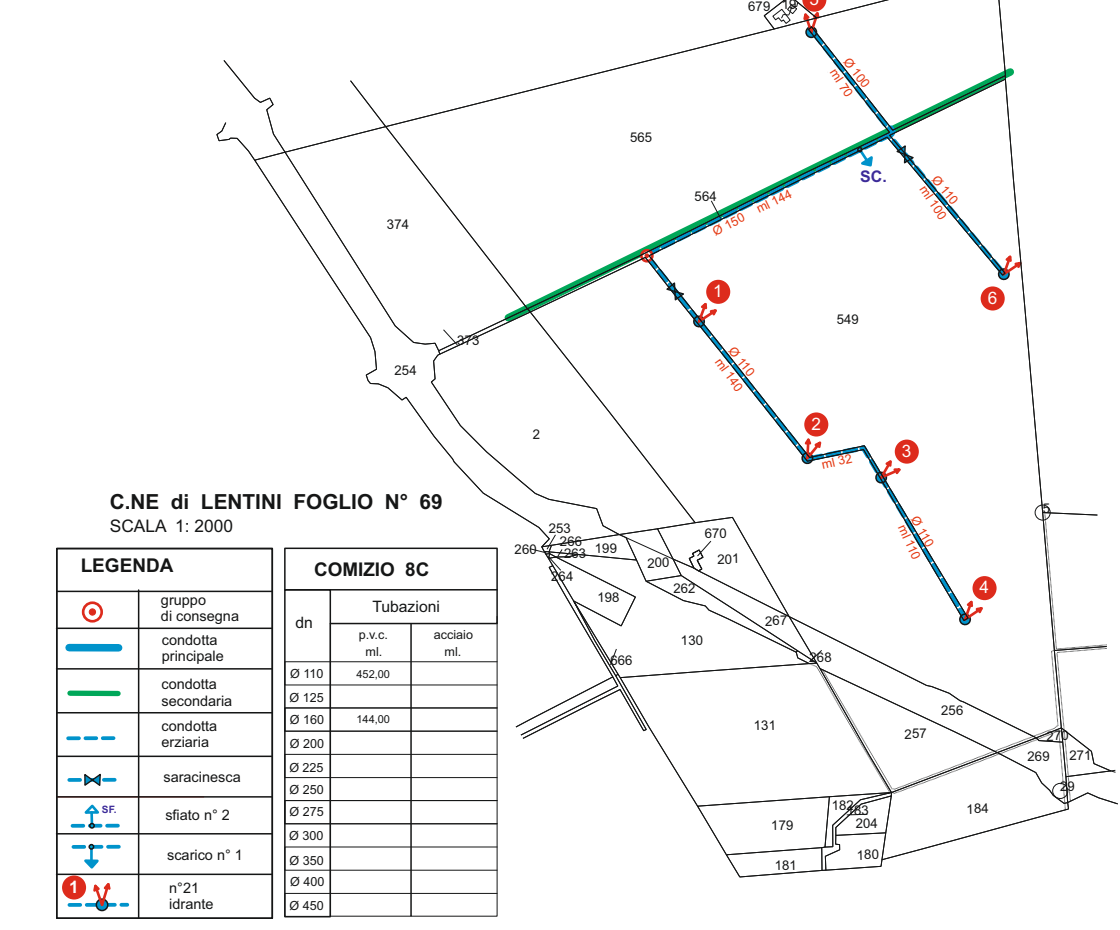 679
19
5
Ø 100
ml 70
565
SC.
564
Ø 150 ml 144
Ø 110
ml 100
374
1
6
549
373
254
Ø 110
ml 140
2
2
3
ml 32
C.NE di LENTINI FOGLIO N° 69
SCALA 1: 2000
5
Ø 110
ml 110
253
266
260
263
199
670
200
201
264
262
198
4
267
130
666
268
131
256
257
270
269
271
29
182
183
184
179
204
181
180
LEGENDA
gruppo
di consegna
condotta
principale
condotta
secondaria
condotta
erziaria
saracinesca
SF.
sfiato n° 2
scarico n° 1
1
n°21
idrante
COMIZIO 8C
dn
Tubazioni
p.v.c.
ml.
acciaio
ml.
Ø 110 452,00
Ø 125
Ø 160 144,00
Ø 200
Ø 225
Ø 250
Ø 275
Ø 300
Ø 350
Ø 400
Ø 450